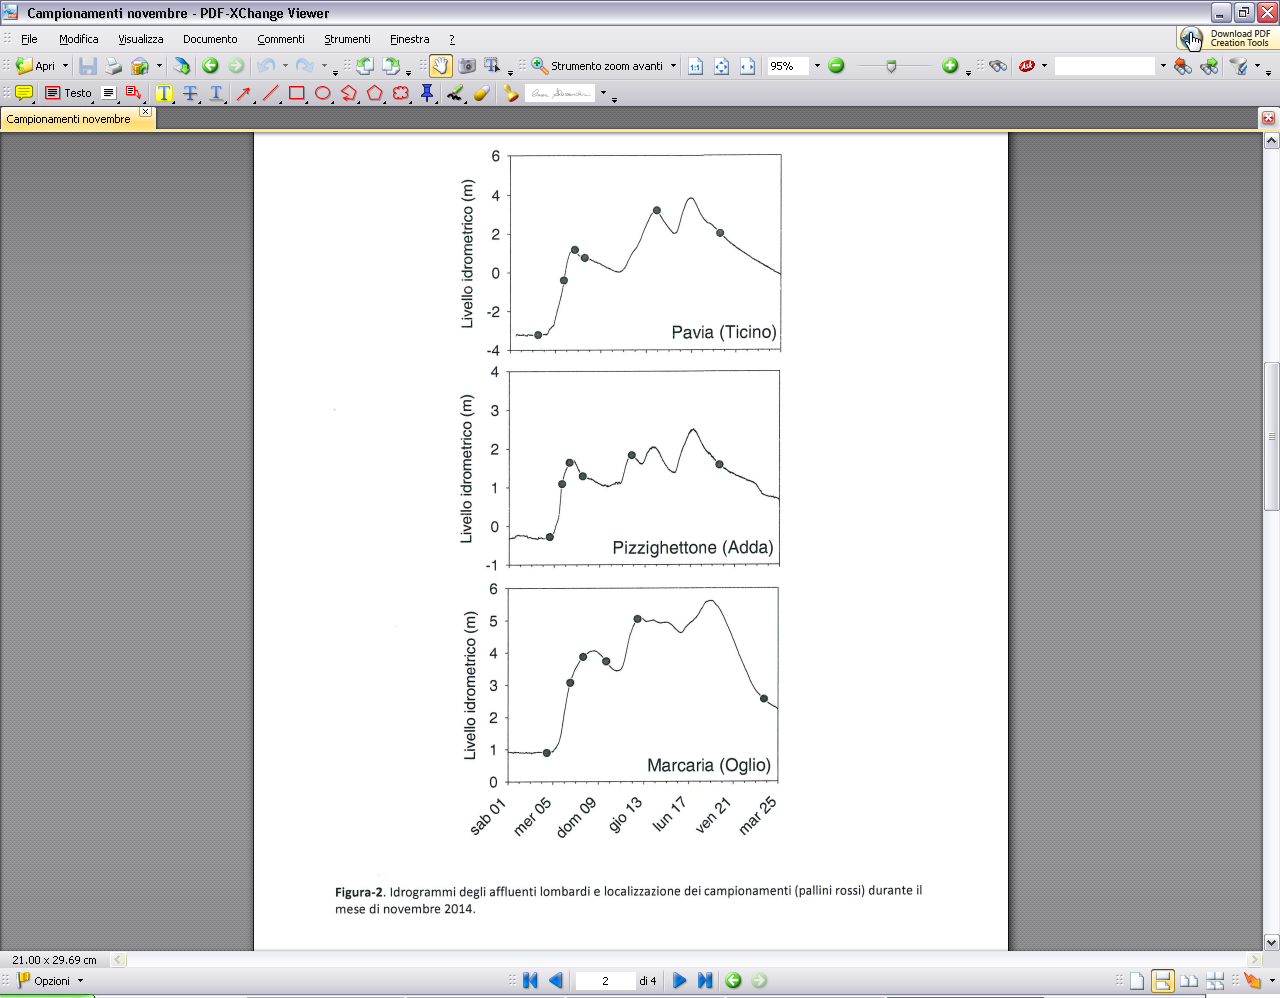 Campionamenti novembre - PDF-XChange Viewer
File Modifica Visualizza Documento Commenti Strumenti Finestra ?
Download PDF
Creation Tools
Apri Strumento zoom avanti 95% Ask
Testo
Campionamenti novembre
Livello idrometrico (m)
6
4
2
0
-2
-4
Pavia (Ticino)
Livello idrometrico (m)
4
3
2
1
0
-1
Pizzighettone (Adda)
Livello idrometrico (m)
6
5
4
3
2
1
0
Marcaria (Oglio)
sab 01 mer 05 dom 09 gio 13 lun 17 ven 21 mar 25
Figura-2. Idrogrammi degli affluenti lombardi e localizzazione dei campionamenti (pallini rossi) durante il
mese di novembre 2014.
21.00 x 29.69 cm
Opzioni 2 di 4